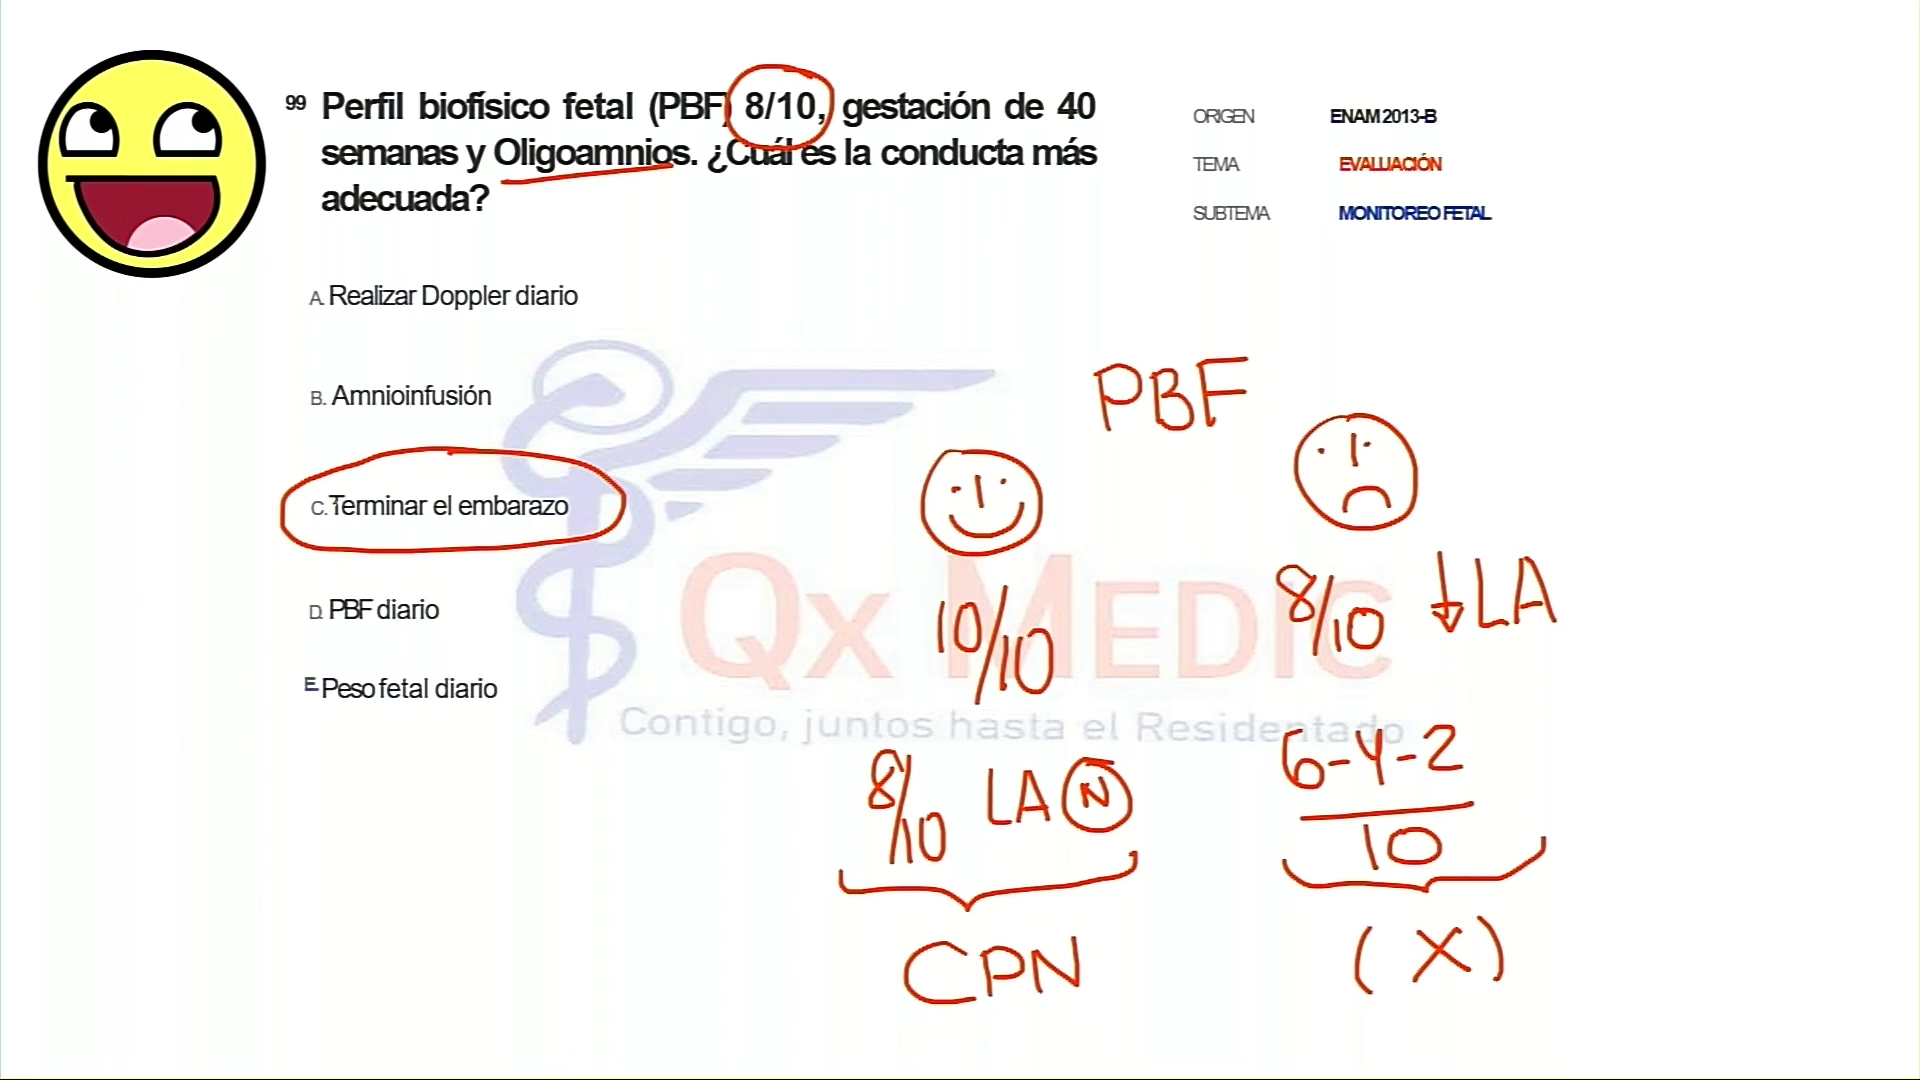 99 Perfil biofísico fetal (PBF) 8/10, gestación de 40
semanas y Oligoamnios. ¿Cuál es la conducta más
adecuada?
ORIGEN ENAM 2013-B
TEMA EVALUACIÓN
SUBTEMA MONITOREO FETAL
A. Realizar Doppler diario
B. Amnioinfusión
C. Terminar el embarazo
D. PBF diario
E. Peso fetal diario
QX MEDIC
Contigo, juntos hasta el Residentado
PBF
10/10
8/10 LA N
CPN
8/10 ↓LA
6-4-2
10
(X)